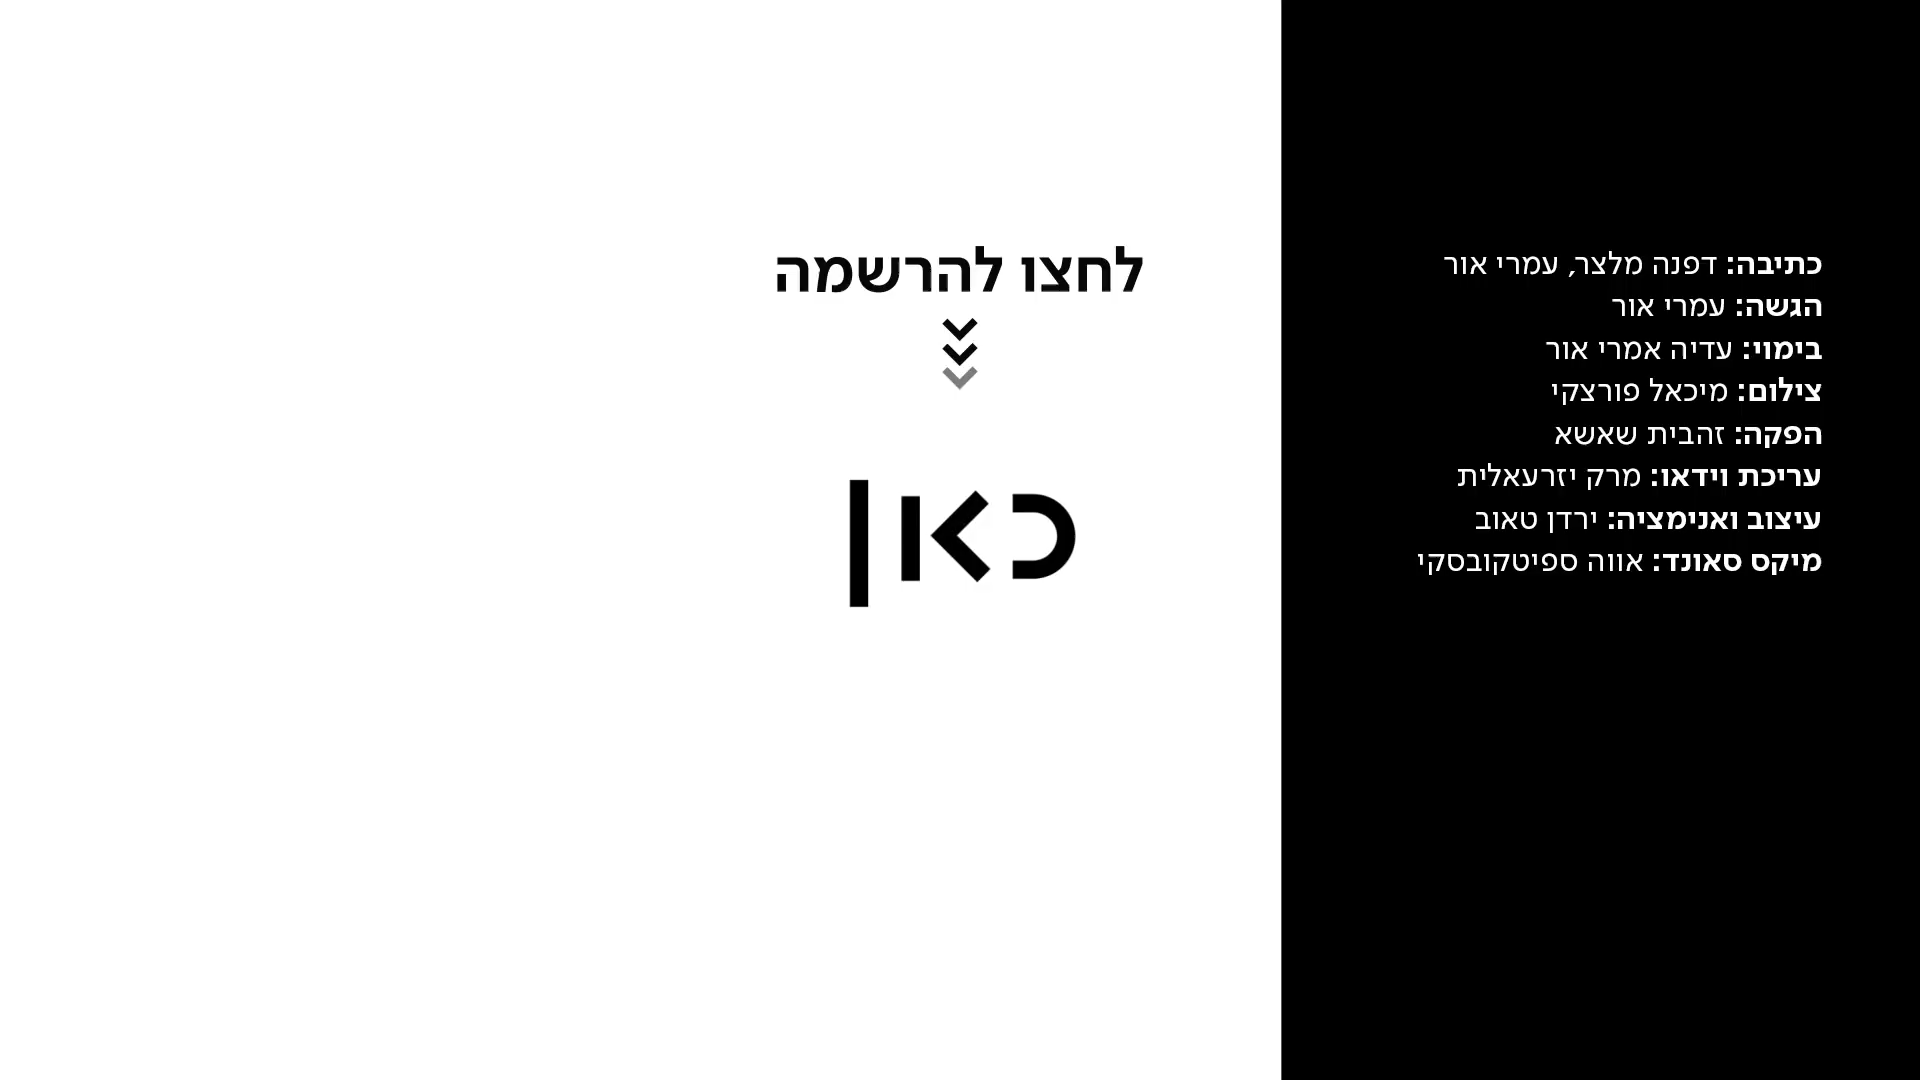 לחצו להרשמה
כאן
כתיבה: דפנה מלצר, עמרי אור
הגשה: עמרי אור
בימוי: עדיה אמרי אור
צילום: מיכאל פורצקי
הפקה: זהבית שאשא
עריכת וידאו: מרק יזרעאלית
עיצוב ואנימציה: ירדן טאוב
מיקס סאונד: אווה ספיטקובסקי